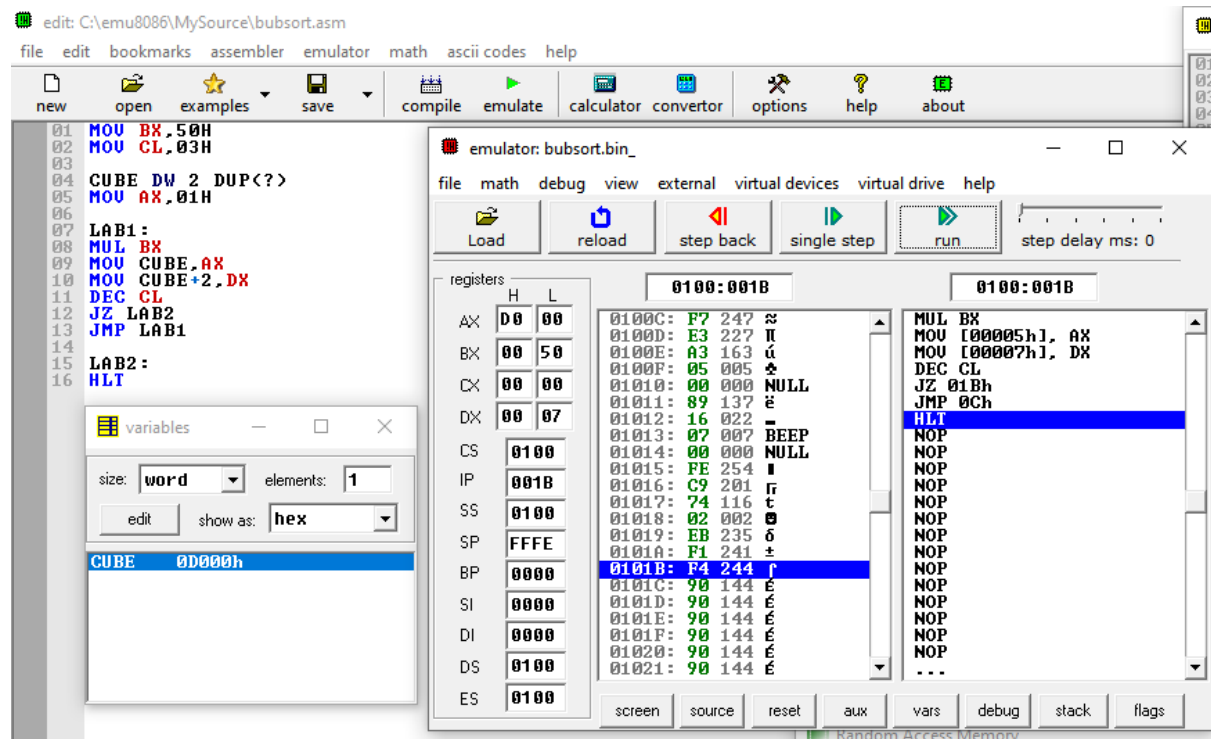 edit: C:\emu8086\MySource\bubsort.asm
file edit bookmarks assembler emulator math ascii codes help
new open examples save compile emulate calculator convertor options help about
01 MOV BX,50H
02 MOV CL,03H
03
04 CUBE DW 2 DUP(?)
05 MOV AX,01H
06
07 LAB1:
08 MUL BX
09 MOV CUBE,AX
10 MOV CUBE+2,DX
11 DEC CL
12 JZ LAB2
13 JMP LAB1
14
15 LAB2:
16 HLT
variables
size: word elements: 1
edit show as: hex
CUBE 0D000h
emulator: bubsort.bin_
file math debug view external virtual devices virtual drive help
Load reload step back single step run step delay ms: 0
registers
H L
AX D0 00
BX 00 50
CX 00 00
DX 00 07
CS 0100
IP 001B
SS 0100
SP FFFE
BP 0000
SI 0000
DI 0000
DS 0100
ES 0100
0100:001B
0100C: F7 247 ≈
0100D: E3 227 π
0100E: A3 163 ú
0100F: 05 005 ♣
01010: 00 000 NULL
01011: 89 137 ë
01012: 16 022 ▬
01013: 07 007 BEEP
01014: 00 000 NULL
01015: FE 254 ■
01016: C9 201 ╔
01017: 74 116 t
01018: 02 002 ☻
01019: EB 235 δ
0101A: F1 241 ±
0101B: F4 244 ⌠
0101C: 90 144 É
0101D: 90 144 É
0101E: 90 144 É
0101F: 90 144 É
01020: 90 144 É
01021: 90 144 É
0100:001B
MUL BX
MOV [00005h], AX
MOV [00007h], DX
DEC CL
JZ 01Bh
JMP 0Ch
HLT
NOP
NOP
NOP
NOP
NOP
NOP
NOP
NOP
NOP
NOP
NOP
NOP
NOP
NOP
...
screen source reset aux vars debug stack flags
Random Access Memory
01
02
03
04